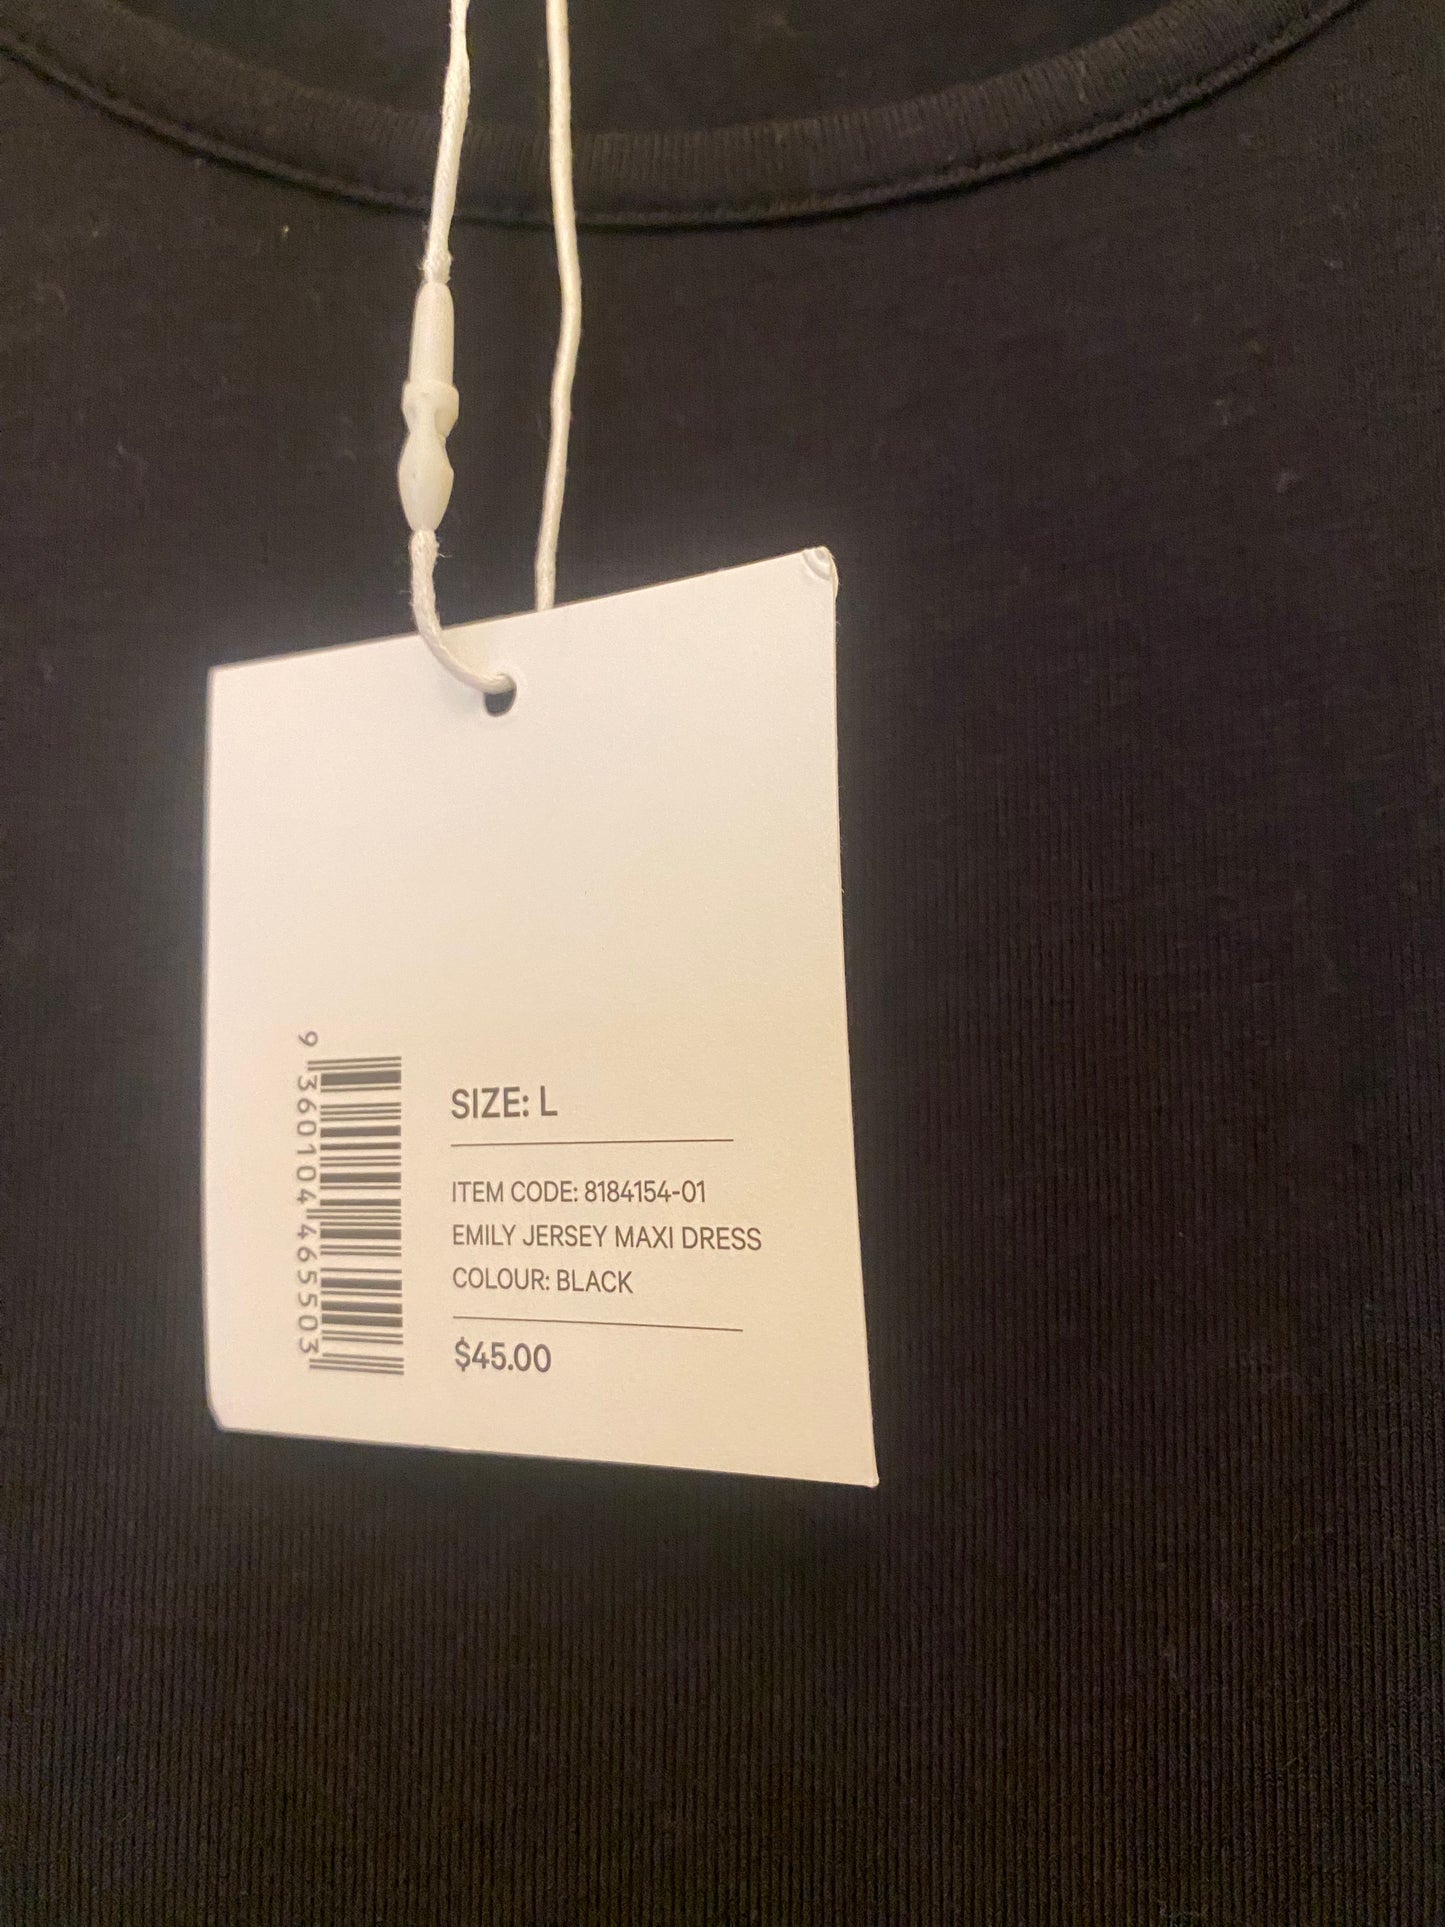 SIZE: L
ITEM CODE: 8184154-01
EMILY JERSEY MAXI DRESS
COLOUR: BLACK
$45.00
9 360104 465503